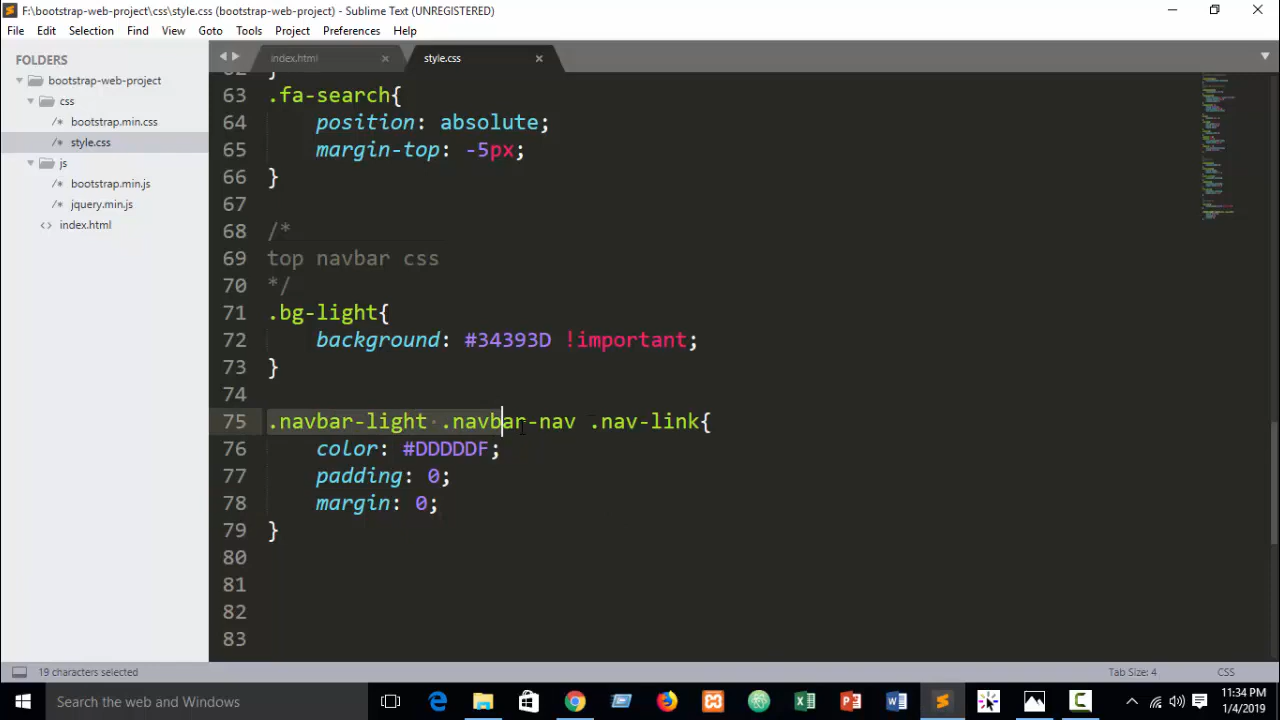 F:\bootstrap-web-project\css\style.css (bootstrap-web-project) - Sublime Text (UNREGISTERED)
File Edit Selection Find View Goto Tools Project Preferences Help
FOLDERS
bootstrap-web-project
css
/* bootstrap.min.css
/* style.css
js
/* bootstrap.min.js
/* jquery.min.js
<> index.html
index.html × style.css ×
62 }
63 .fa-search{
64 position: absolute;
65 margin-top: -5px;
66 }
67
68 /*
69 top navbar css
70 */
71 .bg-light{
72 background: #34393D !important;
73 }
74
75 .navbar-light .navbar-nav .nav-link{
76 color: #DDDDDF;
77 padding: 0;
78 margin: 0;
79 }
80
81
82
83
19 characters selected Tab Size: 4 CSS
Search the web and Windows
11:34 PM
1/4/2019